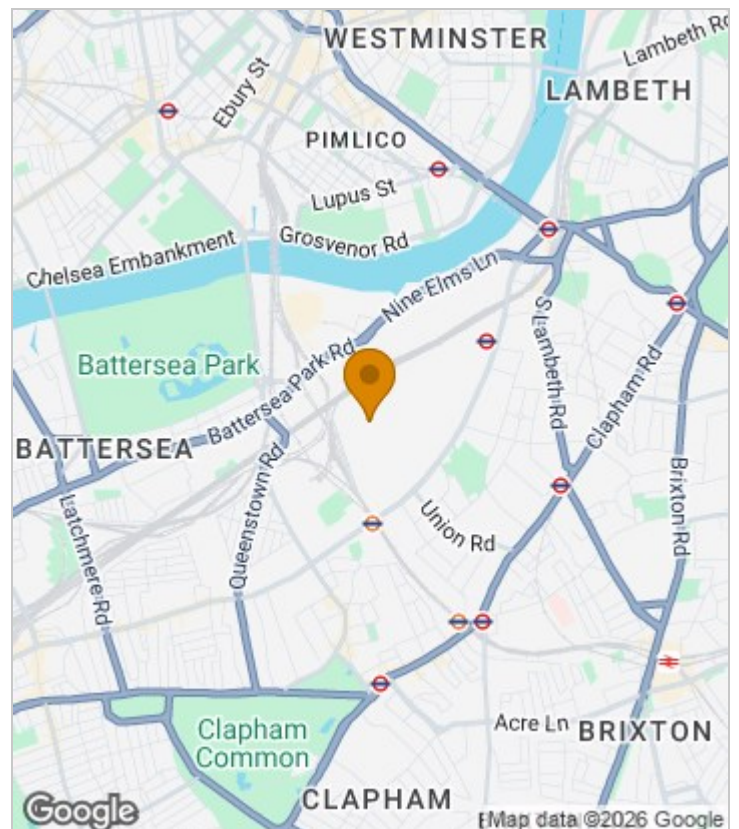 WESTMINSTER
Lambeth Rd
Ebury St
LAMBETH
PIMLICO
Lupus St
Grosvenor Rd
Chelsea Embankment
Nine Elms Ln
S Lambeth Rd
Battersea Park
Battersea Park Rd
Clapham Rd
BATTERSEA
Queenstown Rd
Latchmere Rd
Union Rd
Brixton Rd
Acre Ln
BRIXTON
Clapham
Common
CLAPHAM
Google
Map data ©2026 Google